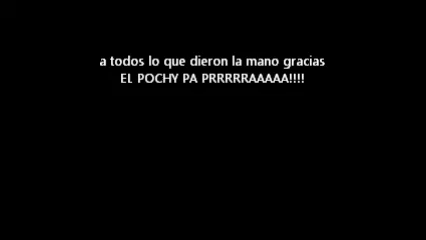 a todos lo que dieron la mano gracias
EL POCHY PA PRRRRRAAAAA!!!!